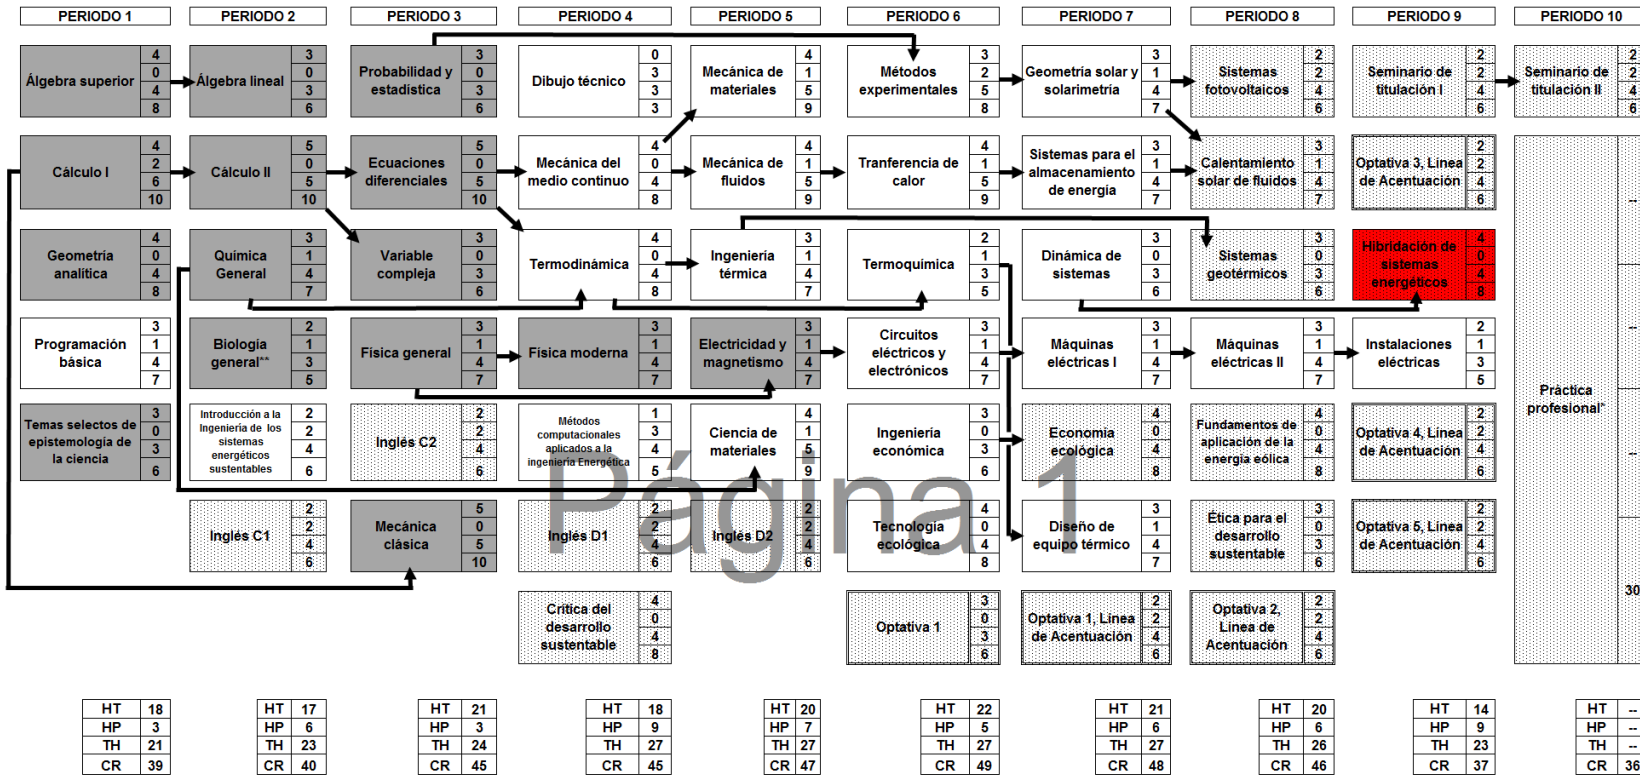 PERIODO 1
PERIODO 2
PERIODO 3
PERIODO 4
PERIODO 5
PERIODO 6
PERIODO 7
PERIODO 8
PERIODO 9
PERIODO 10
Álgebra superior
4
0
4
8
Álgebra lineal
3
0
3
6
Probabilidad y
estadística
3
0
3
6
Dibujo técnico
0
3
3
3
Mecánica de
materiales
4
1
5
9
Métodos
experimentales
3
2
5
8
Geometría solar y
solarimetría
3
1
4
7
Sistemas
fotovoltaicos
2
2
4
6
Seminario de
titulación I
2
2
4
6
Seminario de
titulación II
2
2
4
6
Cálculo I
4
2
6
10
Cálculo II
5
0
5
10
Ecuaciones
diferenciales
5
0
5
10
Mecánica del
medio continuo
4
0
4
8
Mecánica de
fluidos
4
1
5
9
Tranferencia de
calor
4
1
5
9
Sistemas para el
almacenamiento
de energía
3
1
4
7
Calentamiento
solar de fluidos
3
1
4
7
Optativa 3, Linea
de Acentuación
2
2
4
6
Geometría
analítica
4
0
4
8
Química
General
3
1
4
7
Variable
compleja
3
0
3
6
Termodinámica
4
0
4
8
Ingeniería
térmica
3
1
4
7
Termoquímica
2
1
3
5
Dinámica de
sistemas
3
0
3
6
Sistemas
geotérmicos
3
0
3
6
Hibridación de
sistemas
energéticos
4
0
4
8
Programación
básica
3
1
4
7
Biología
general**
2
1
3
5
Física general
3
1
4
7
Física moderna
3
1
4
7
Electricidad y
magnetismo
3
1
4
7
Circuitos
eléctricos y
electrónicos
3
1
4
7
Máquinas
eléctricas I
3
1
4
7
Máquinas
eléctricas II
3
1
4
7
Instalaciones
eléctricas
2
1
3
5
Práctica
profesional*
--
--
--
30
Temas selectos de
epistemología de
la ciencia
3
0
3
6
Introducción a la
Ingeniería de los
sistemas
energéticos
sustentables
2
2
4
6
Inglés C2
2
2
4
6
Métodos
computacionales
aplicados a la
ingeniería Energética
1
3
4
5
Ciencia de
materiales
4
1
5
9
Ingeniería
económica
3
0
3
6
Economía
ecológica
4
0
4
8
Fundamentos de
aplicación de la
energía eólica
4
0
4
8
Optativa 4, Linea
de Acentuación
2
2
4
6
Página 1
Inglés C1
2
2
4
6
Mecánica
clásica
5
0
5
10
Inglés D1
2
2
4
6
Inglés D2
2
2
4
6
Tecnología
ecológica
4
0
4
8
Diseño de
equipo térmico
3
1
4
7
Ética para el
desarrollo
sustentable
3
0
3
6
Optativa 5, Linea
de Acentuación
2
2
4
6
Crítica del
desarrollo
sustentable
4
0
4
8
Optativa 1
3
0
3
6
Optativa 1, Linea
de Acentuación
2
2
4
6
Optativa 2,
Linea de
Acentuación
2
2
4
6
HT 18
HP 3
TH 21
CR 39
HT 17
HP 6
TH 23
CR 40
HT 21
HP 3
TH 24
CR 45
HT 18
HP 9
TH 27
CR 45
HT 20
HP 7
TH 27
CR 47
HT 22
HP 5
TH 27
CR 49
HT 21
HP 6
TH 27
CR 48
HT 20
HP 6
TH 26
CR 46
HT 14
HP 9
TH 23
CR 37
HT --
HP --
TH --
CR 36